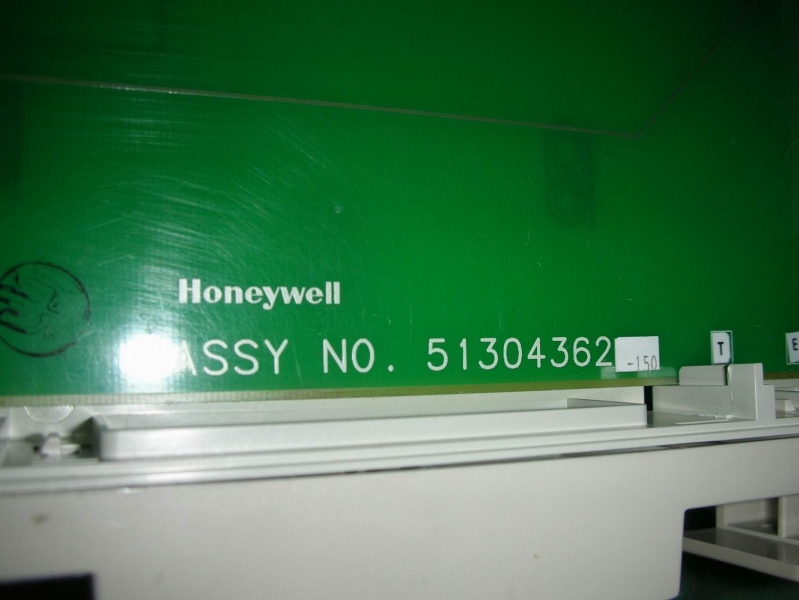 Honeywell
ASSY NO. 51304362 -150
T
E